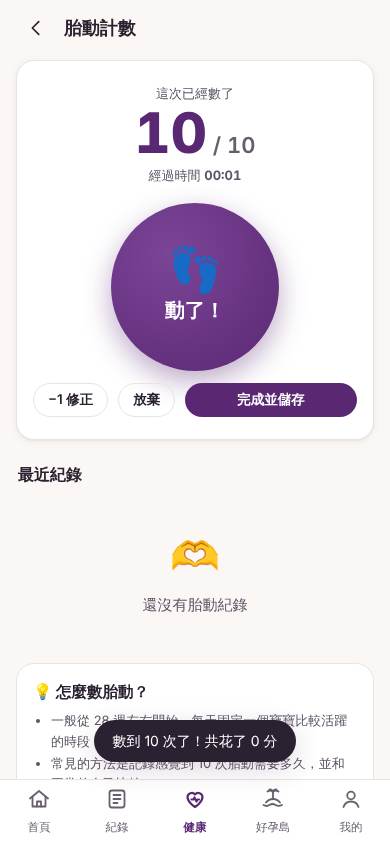 胎動計數
這次已經數了
10 / 10
經過時間 00:01
動了！
−1 修正
放棄
完成並儲存
最近紀錄
還沒有胎動紀錄
💡 怎麼數胎動？
• 一般從 28 週左右開始，每天固定一個寶寶比較活躍
的時段
數到 10 次了！共花了 0 分
• 常見的方法是記錄感覺到 10 次胎動需要多久，並和
首頁
紀錄
健康
好孕島
我的